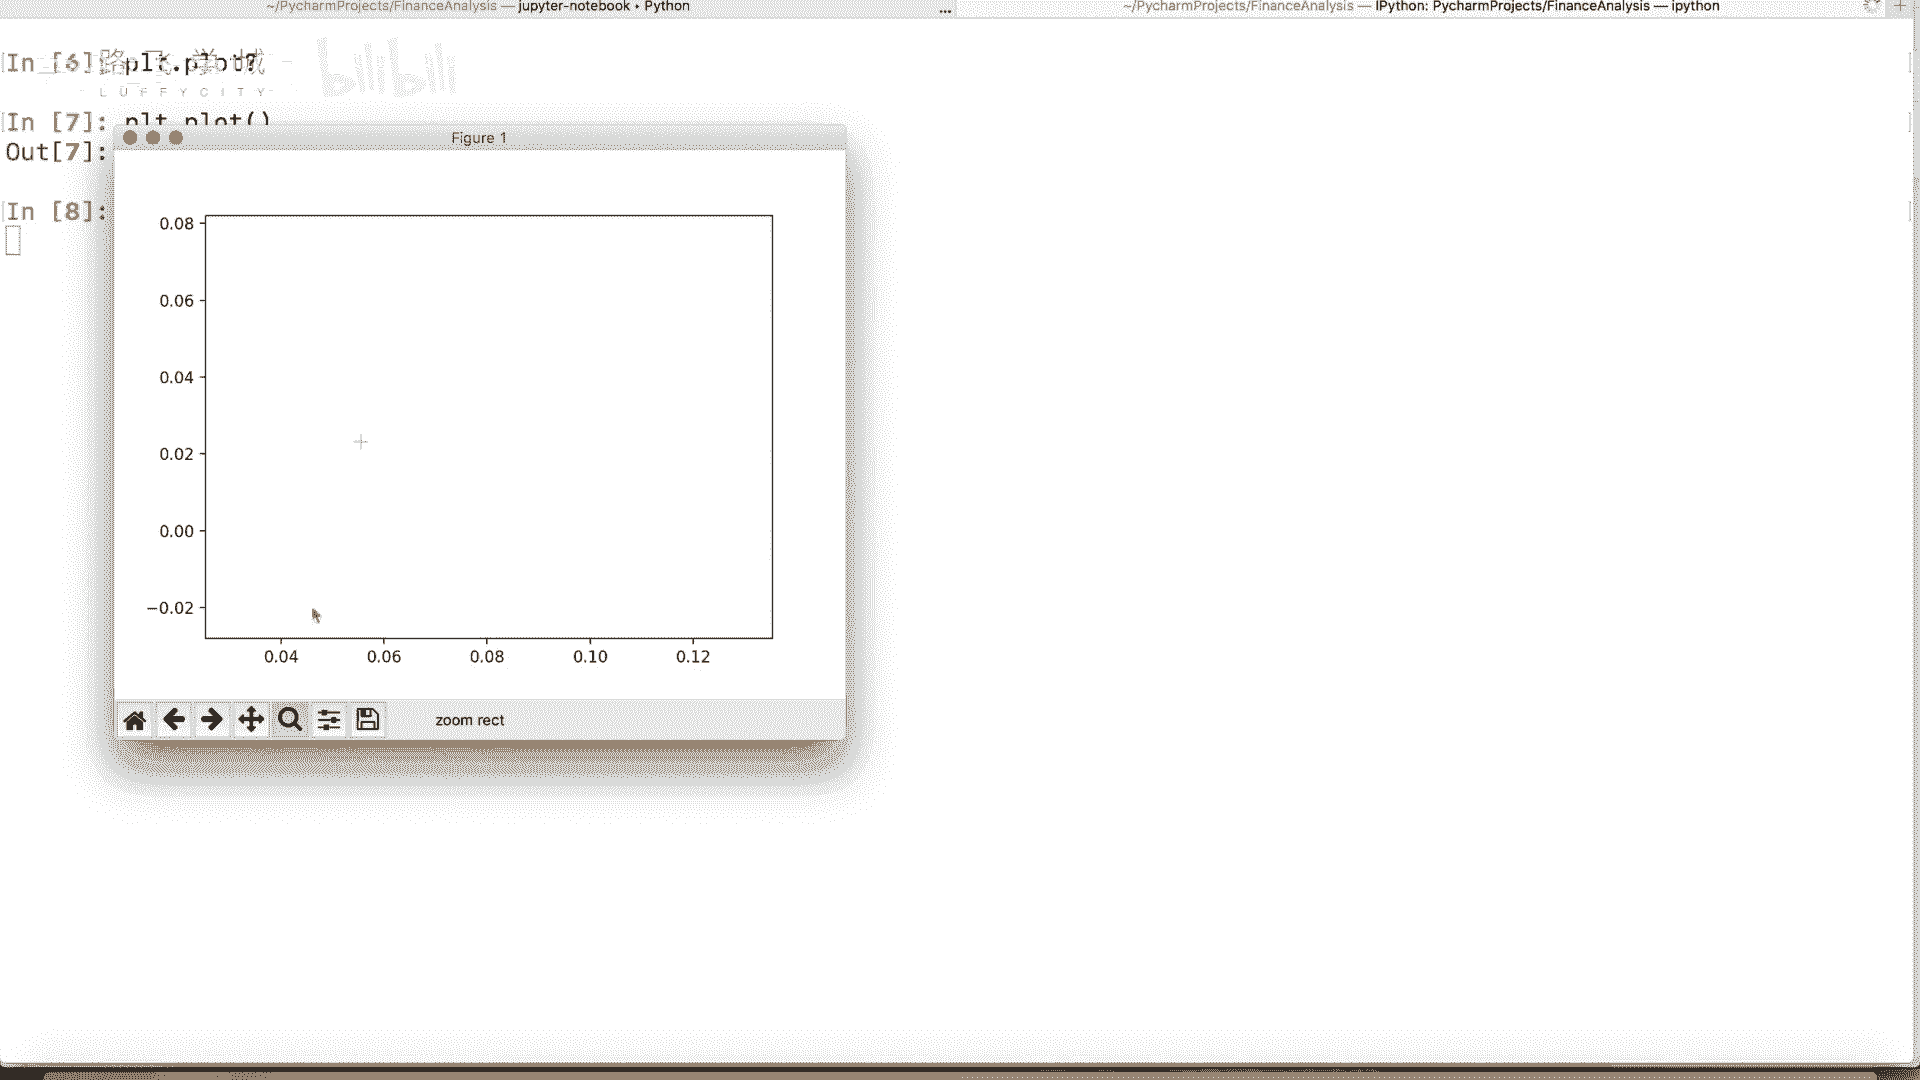 ~/PycharmProjects/FinanceAnalysis — jupyter-notebook • Python
... ~/PycharmProjects/FinanceAnalysis — IPython: PycharmProjects/FinanceAnalysis — ipython
In [6]: plt.plot?
路飞学城
LUFFYCITY
bilibili
In [7]: plt.plot()
Out[7]:
In [8]:
Figure 1
0.08
0.06
0.04
0.02
0.00
−0.02
0.04 0.06 0.08 0.10 0.12
zoom rect